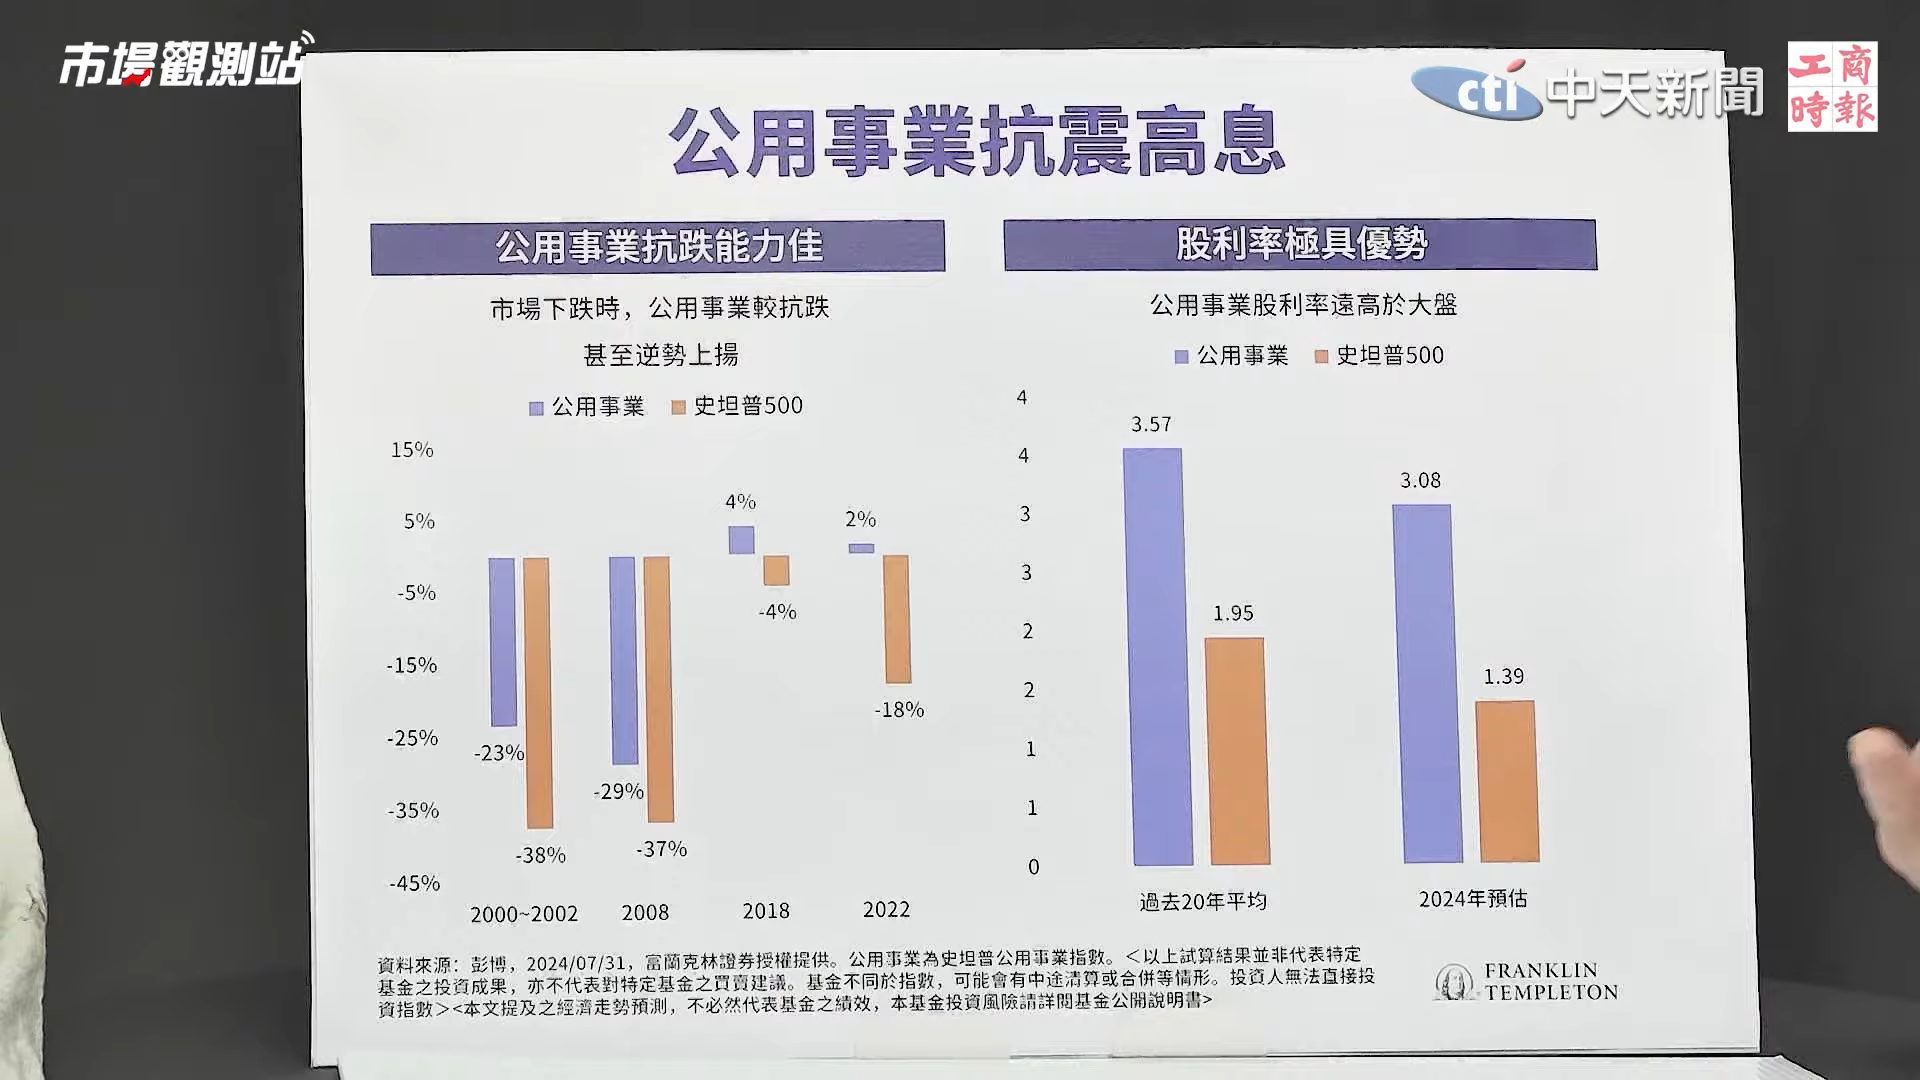 市場觀測站
cti 中天新聞
工商
時報
公用事業抗震高息
公用事業抗跌能力佳
市場下跌時，公用事業較抗跌
甚至逆勢上揚
公用事業 史坦普500
15%
5%
-5%
-15%
-25%
-35%
-45%
4%
2%
-4%
-18%
-23%
-29%
-38%
-37%
2000~2002 2008 2018 2022
股利率極具優勢
公用事業股利率遠高於大盤
公用事業 史坦普500
4
4
3
3
2
2
1
1
0
3.57
3.08
1.95
1.39
過去20年平均 2024年預估
資料來源：彭博，2024/07/31，富蘭克林證券授權提供。公用事業為史坦普公用事業指數。＜以上試算結果並非代表特定
基金之投資成果，亦不代表對特定基金之買賣建議。基金不同於指數，可能會有中途清算或合併等情形。投資人無法直接投
資指數＞<本文提及之經濟走勢預測，不必然代表基金之績效，本基金投資風險請詳閱基金公開說明書>
FRANKLIN
TEMPLETON